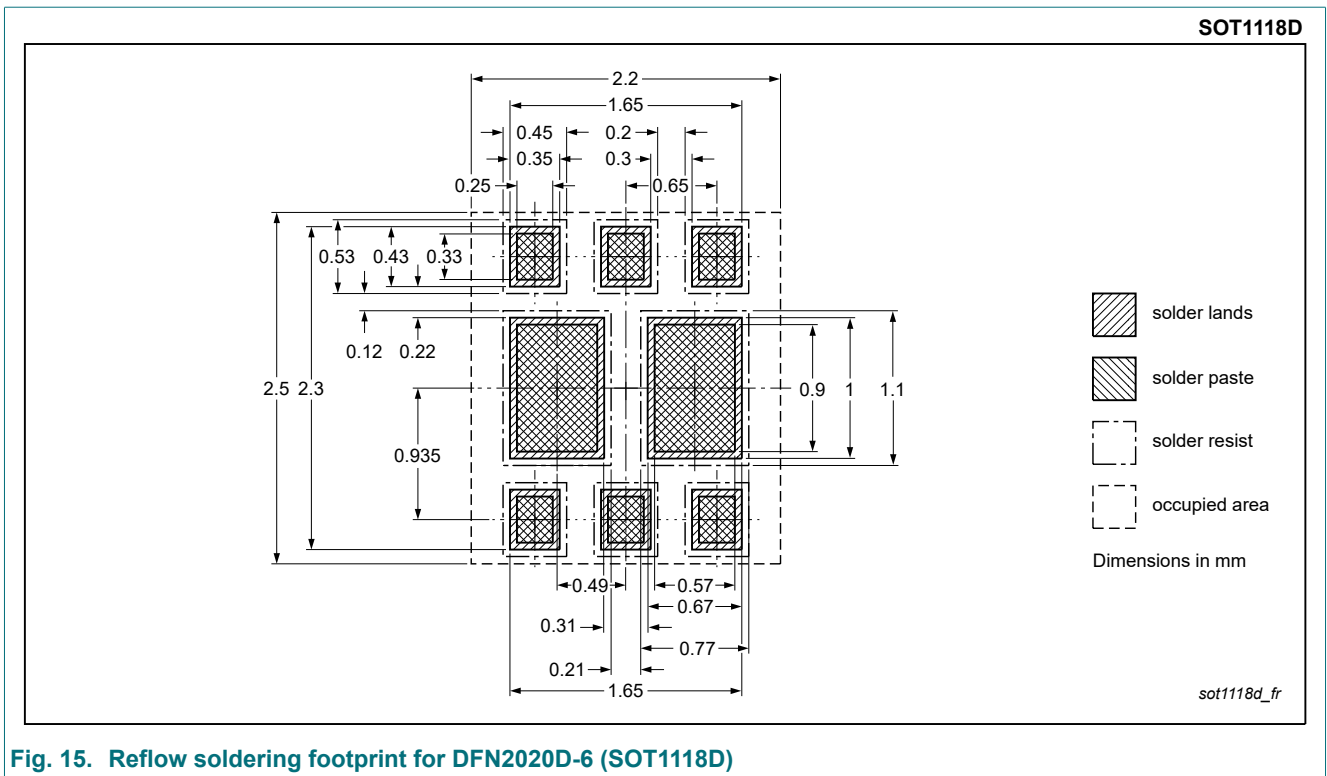 SOT1118D
2.2
1.65
0.45 0.2
0.35 0.3
0.25 0.65
0.53 0.43 0.33
solder lands
0.12 0.22
solder paste
2.5 2.3 0.9 1 1.1
solder resist
0.935
occupied area
Dimensions in mm
0.49 0.57
0.67
0.31
0.77
0.21
1.65
sot1118d_fr
Fig. 15. Reflow soldering footprint for DFN2020D-6 (SOT1118D)